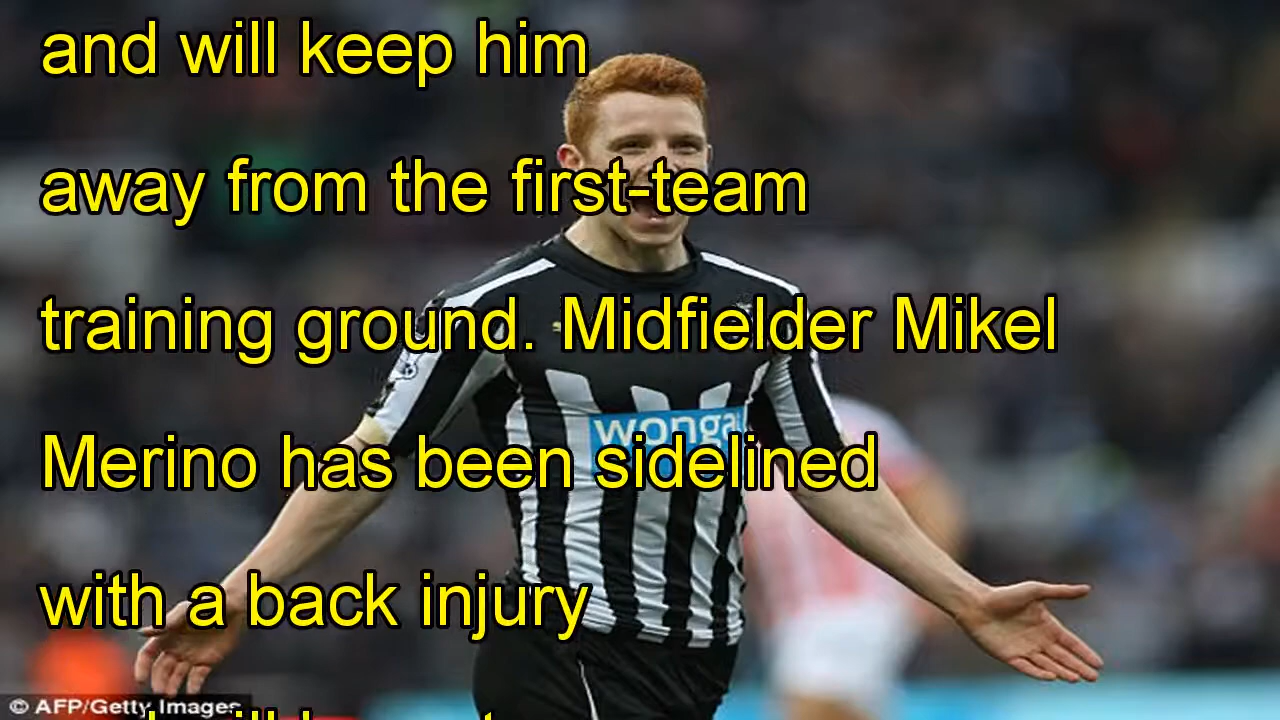 and will keep him
away from the first-team
training ground. Midfielder Mikel
wonga
Merino has been sidelined
with a back injury
© AFP/Getty Images